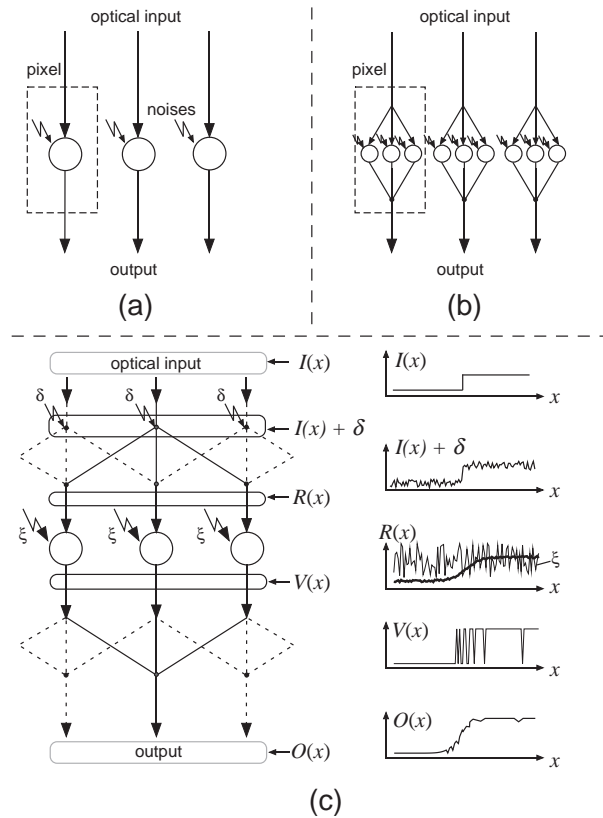 optical input
pixel
noises
output
(a)
optical input
pixel
output
(b)
optical input
I(x)
δ δ δ
I(x) + δ
R(x)
ξ ξ ξ
V(x)
output
O(x)
I(x)
x
I(x) + δ
x
R(x)
ξ
x
V(x)
x
O(x)
x
(c)